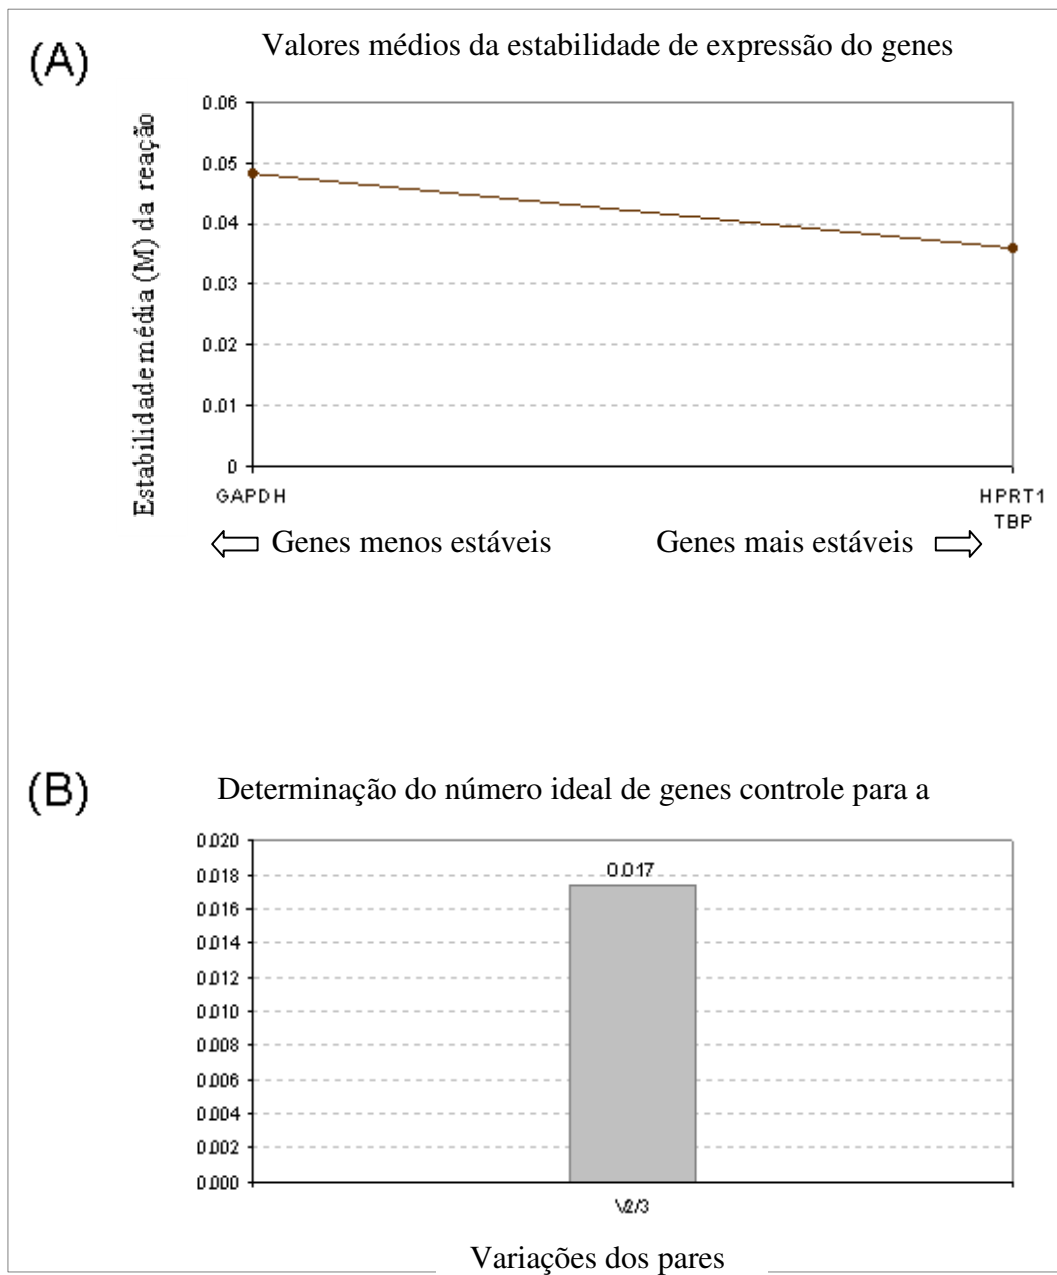 (A)
Valores médios da estabilidade de expressão do genes
Estabilidade média (M) da reação
0.06
0.05
0.04
0.03
0.02
0.01
0
GAPDH
HPRT1
TBP
Genes menos estáveis
Genes mais estáveis
(B)
Determinação do número ideal de genes controle para a
0.020
0.018
0.016
0.014
0.012
0.010
0.008
0.006
0.004
0.002
0.000
0.017
V2/3
Variações dos pares